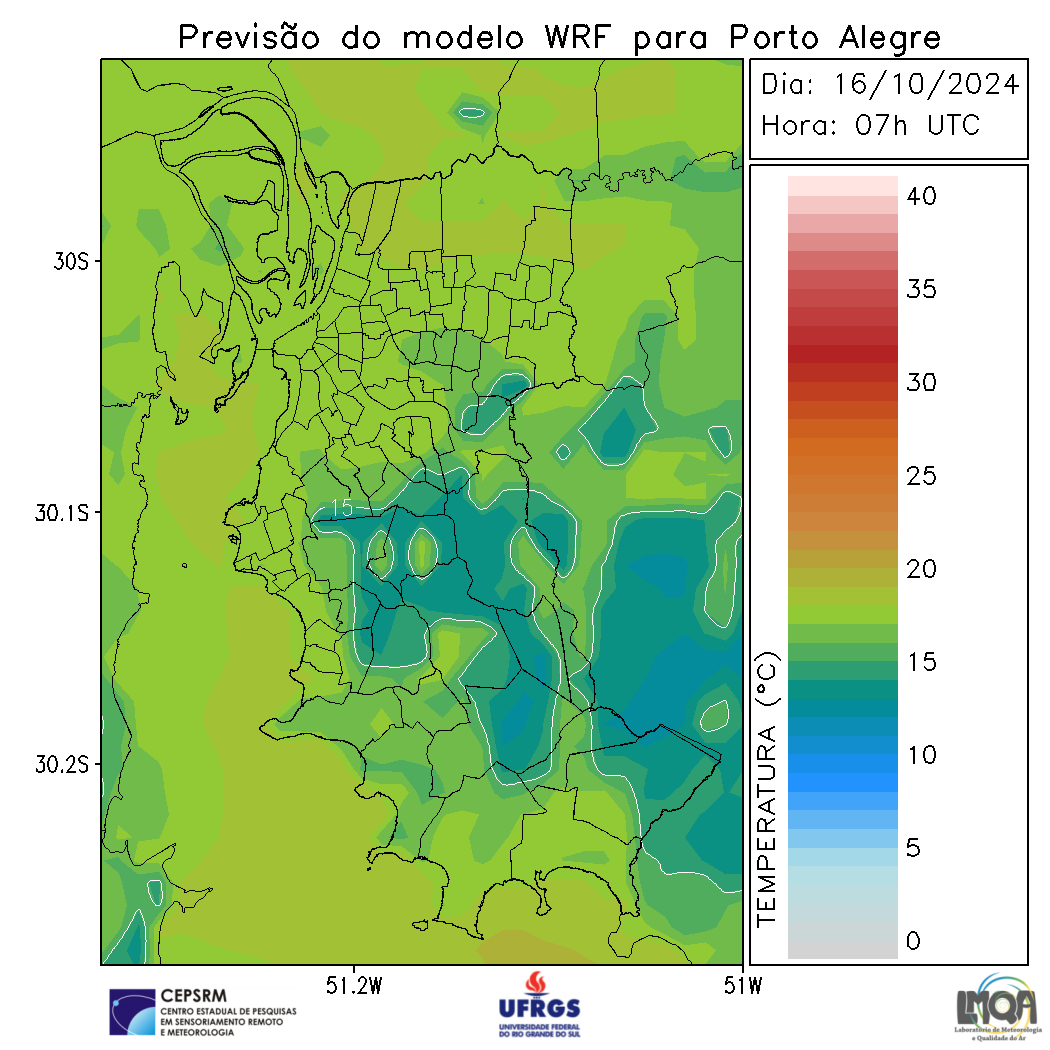 Previsão do modelo WRF para Porto Alegre
Dia: 16/10/2024
Hora: 07h UTC
40
35
30
25
20
15
10
5
0
TEMPERATURA (°C)
30S
30.1S
30.2S
15
51.2W
51W
CEPSRM
CENTRO ESTADUAL DE PESQUISAS
EM SENSORIAMENTO REMOTO
E METEOROLOGIA
UFRGS
UNIVERSIDADE FEDERAL
DO RIO GRANDE DO SUL
LMQA
Laboratório de Meteorologia
e Qualidade do Ar